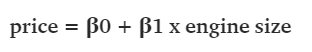 price = β0 + β1 x engine size